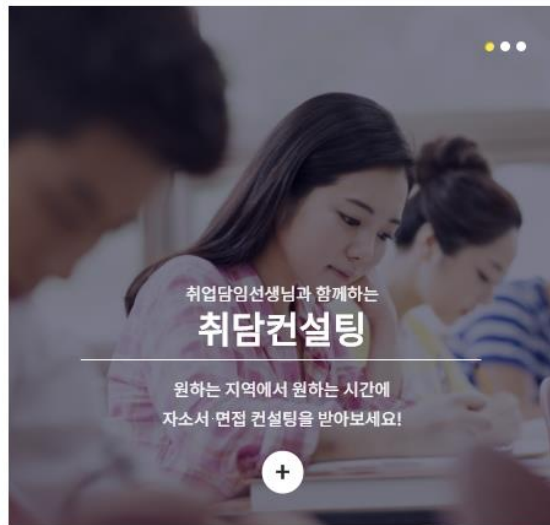 취업담임선생님과 함께하는
취담컨설팅
원하는 지역에서 원하는 시간에
자소서·면접 컨설팅을 받아보세요!
+